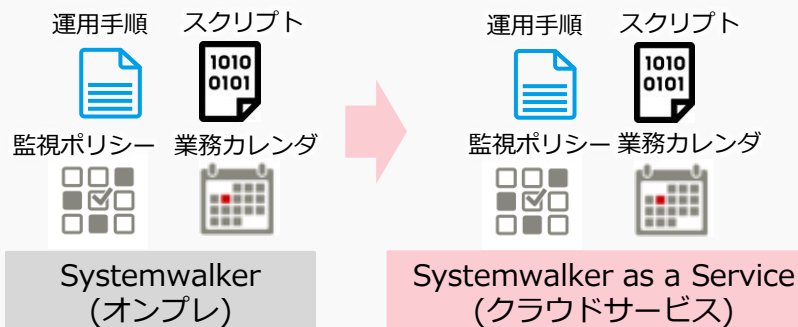 運用手順 スクリプト
1010
0101
監視ポリシー 業務カレンダ
Systemwalker
(オンプレ)
運用手順 スクリプト
1010
0101
監視ポリシー 業務カレンダ
Systemwalker as a Service
(クラウドサービス)